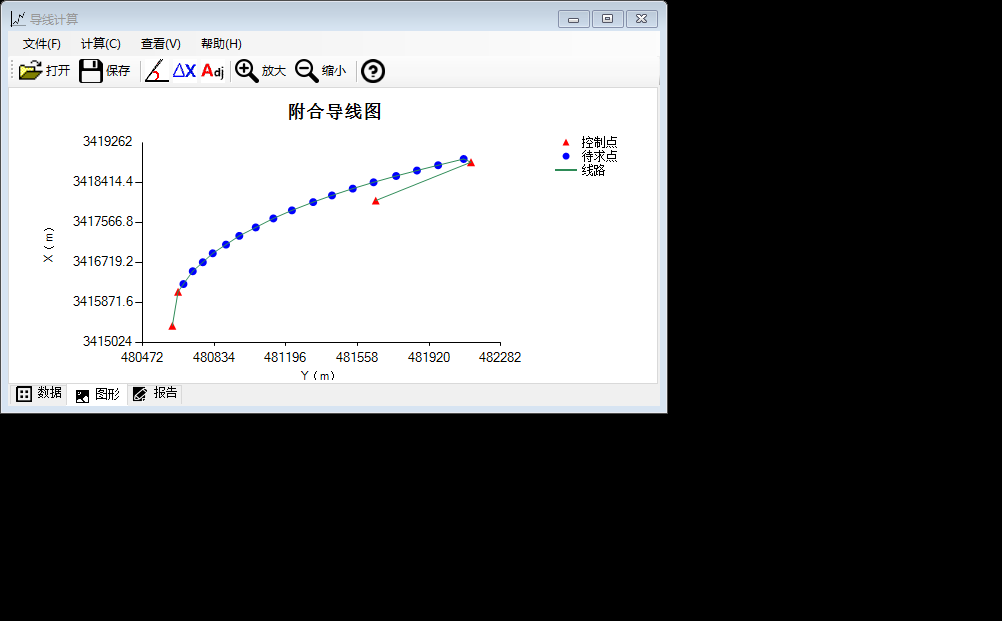 导线计算
文件(F) 计算(C) 查看(V) 帮助(H)
打开 保存 ΔX Adj 放大 缩小
附合导线图
控制点
待求点
线路
3419262
3418414.4
3417566.8
3416719.2
3415871.6
3415024
X（m）
480472 480834 481196 481558 481920 482282
Y（m）
数据 图形 报告